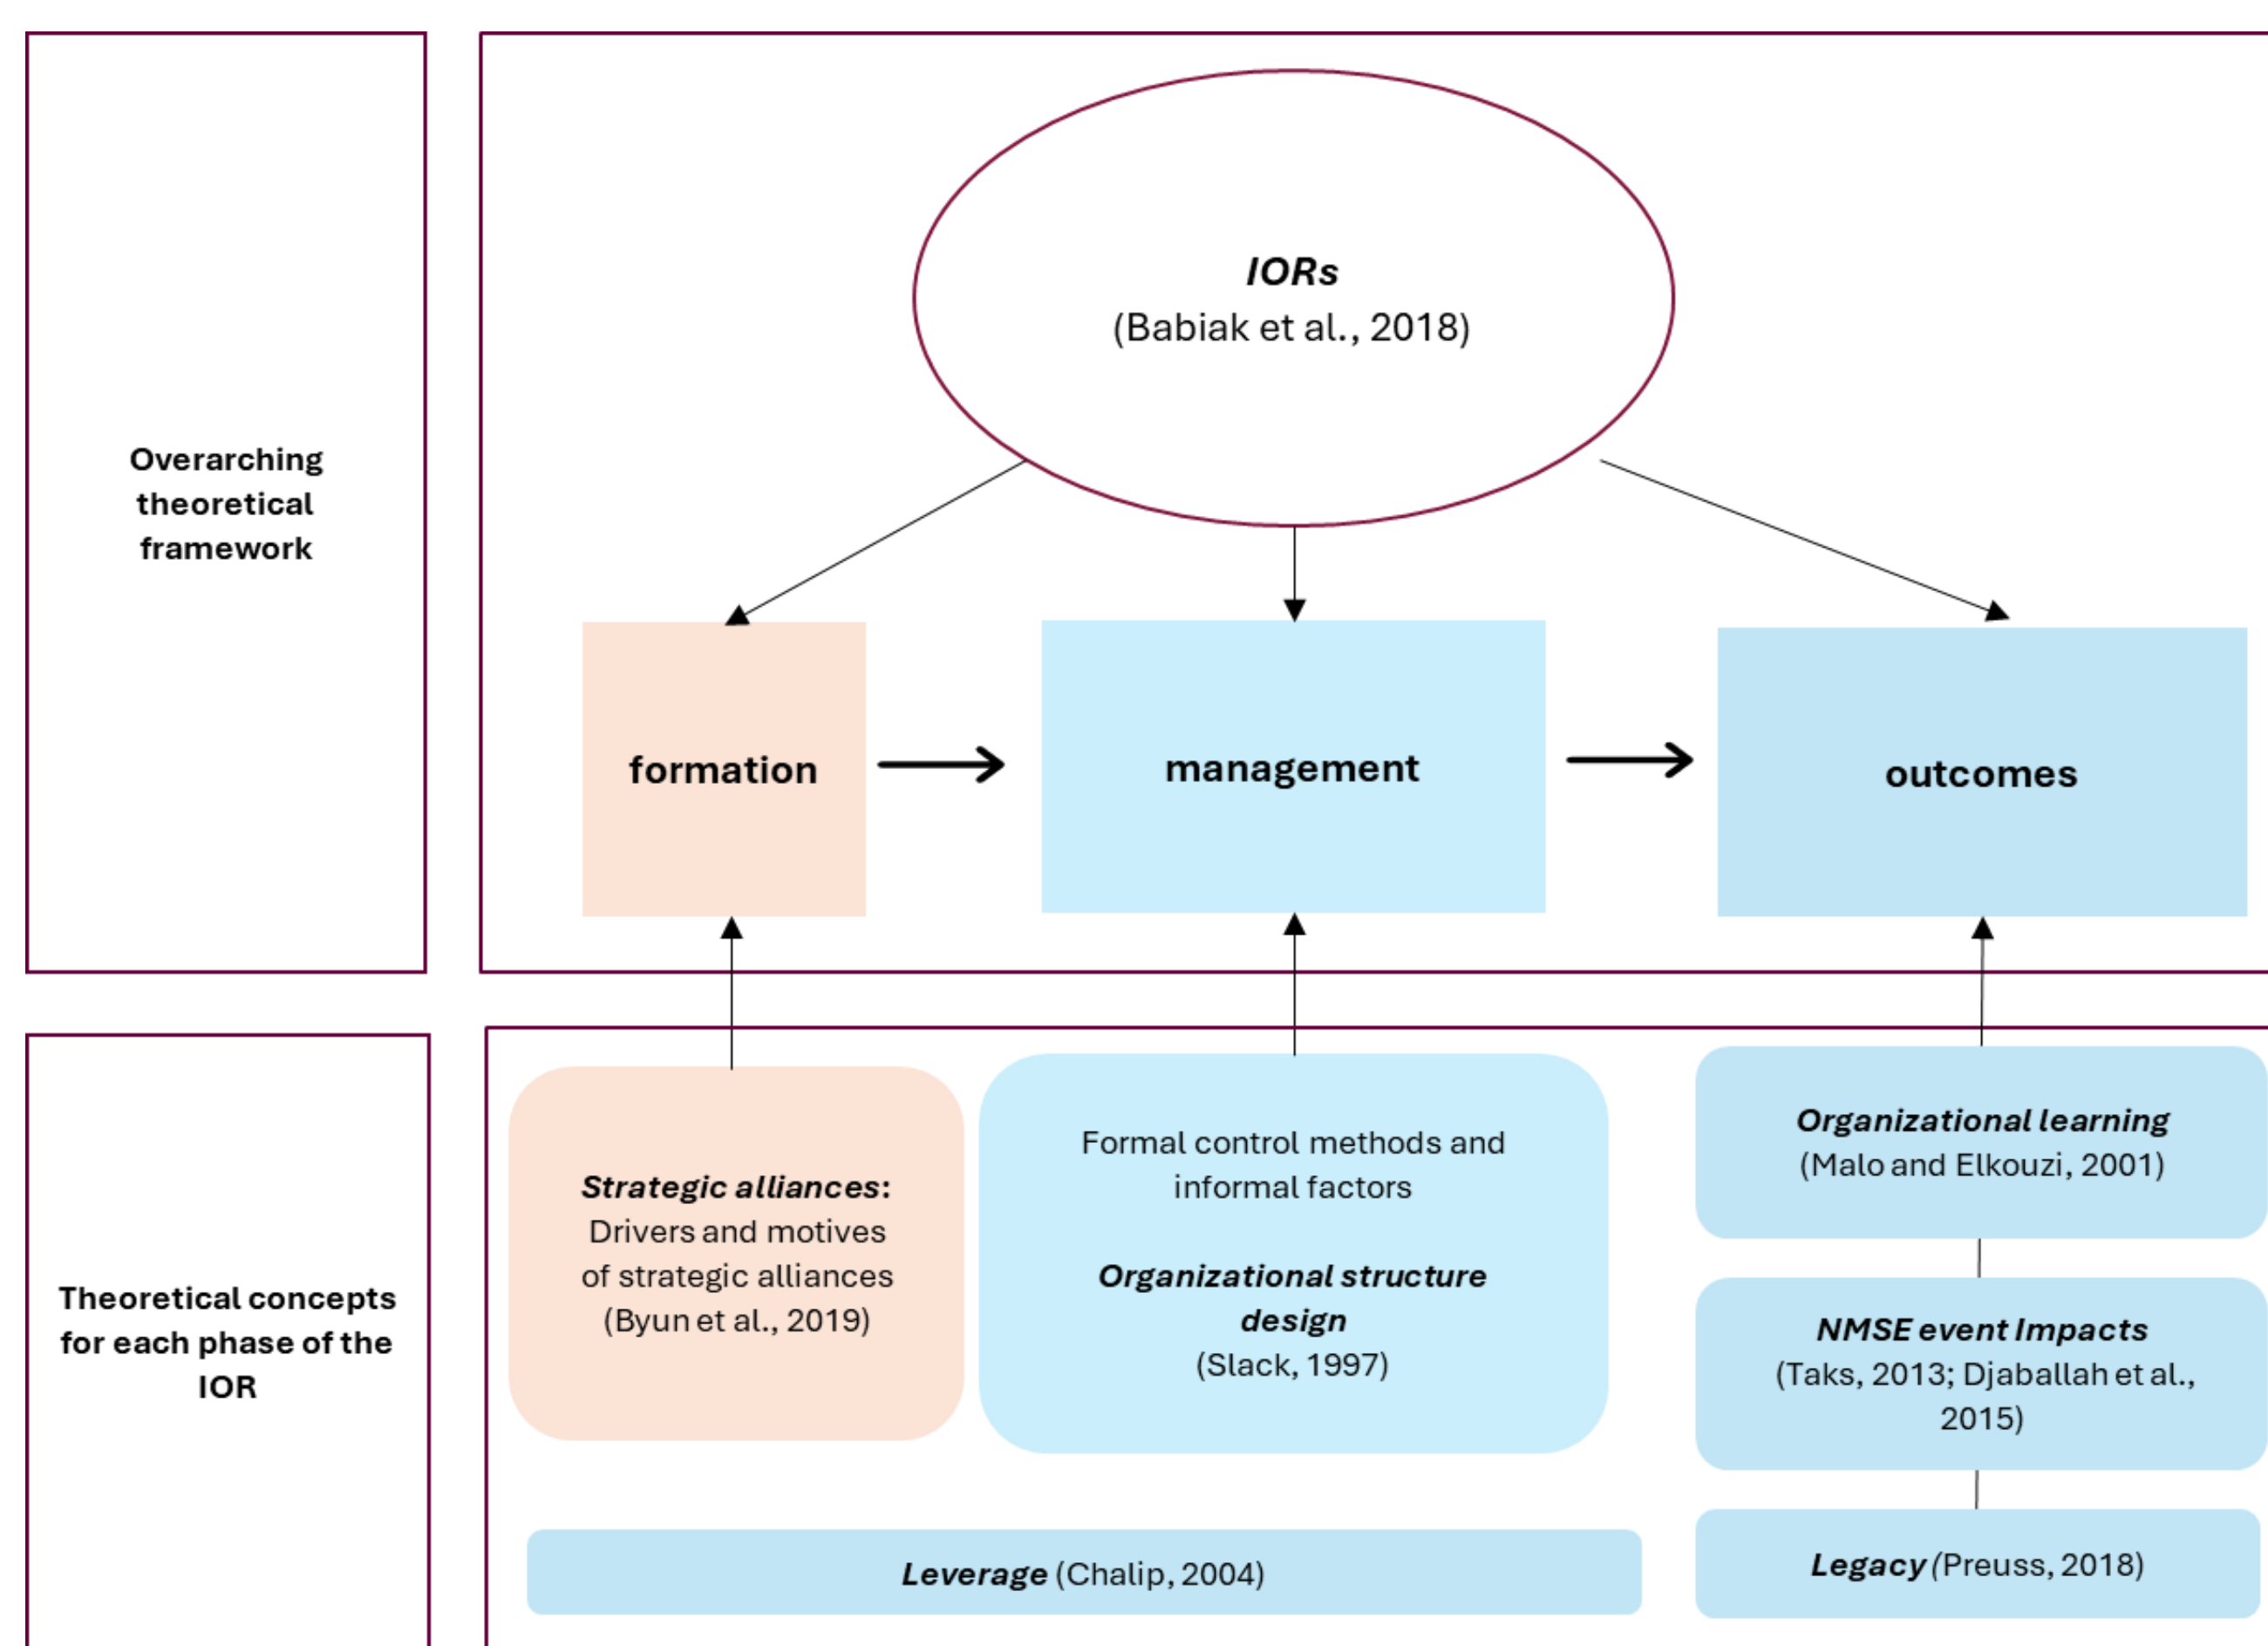 Overarching
theoretical
framework
IORs
(Babiak et al., 2018)
formation
management
outcomes
Theoretical concepts
for each phase of the
IOR
Strategic alliances:
Drivers and motives
of strategic alliances
(Byun et al., 2019)
Formal control methods and
informal factors
Organizational structure
design
(Slack, 1997)
Organizational learning
(Malo and Elkouzi, 2001)
NMSE event Impacts
(Taks, 2013; Djaballah et al.,
2015)
Leverage (Chalip, 2004)
Legacy (Preuss, 2018)